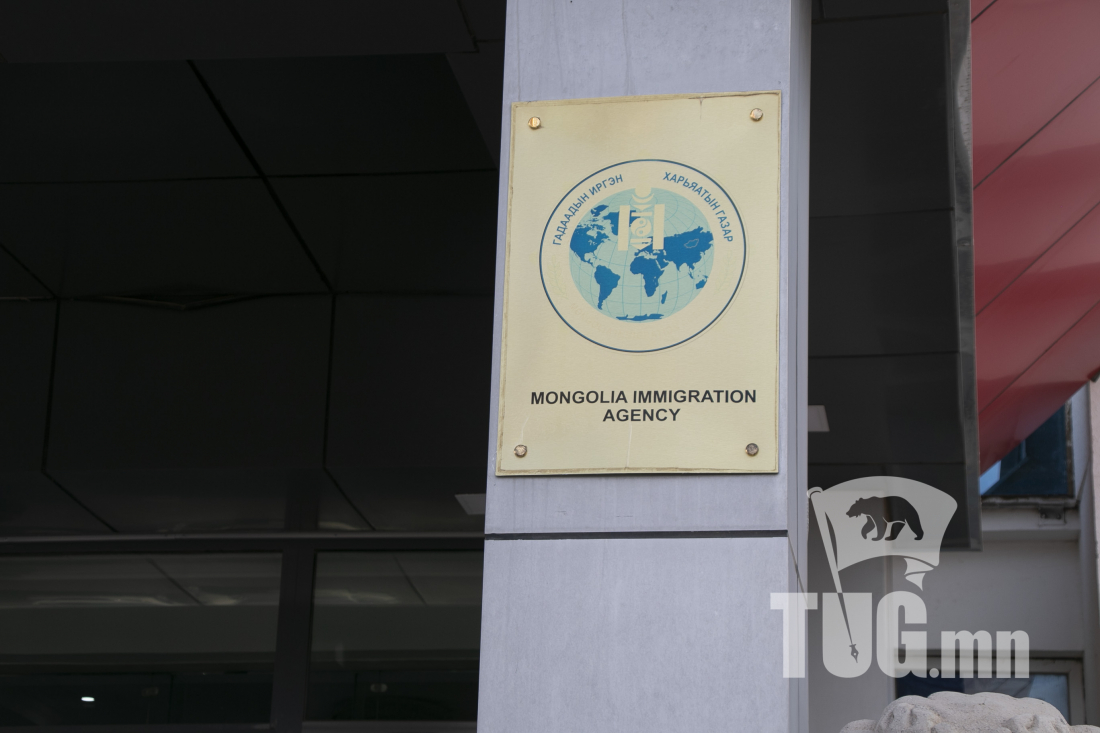 ГАДААДЫН ИРГЭН ХАРЬЯАТЫН ГАЗАР
MONGOLIA IMMIGRATION
AGENCY
TUG.mn